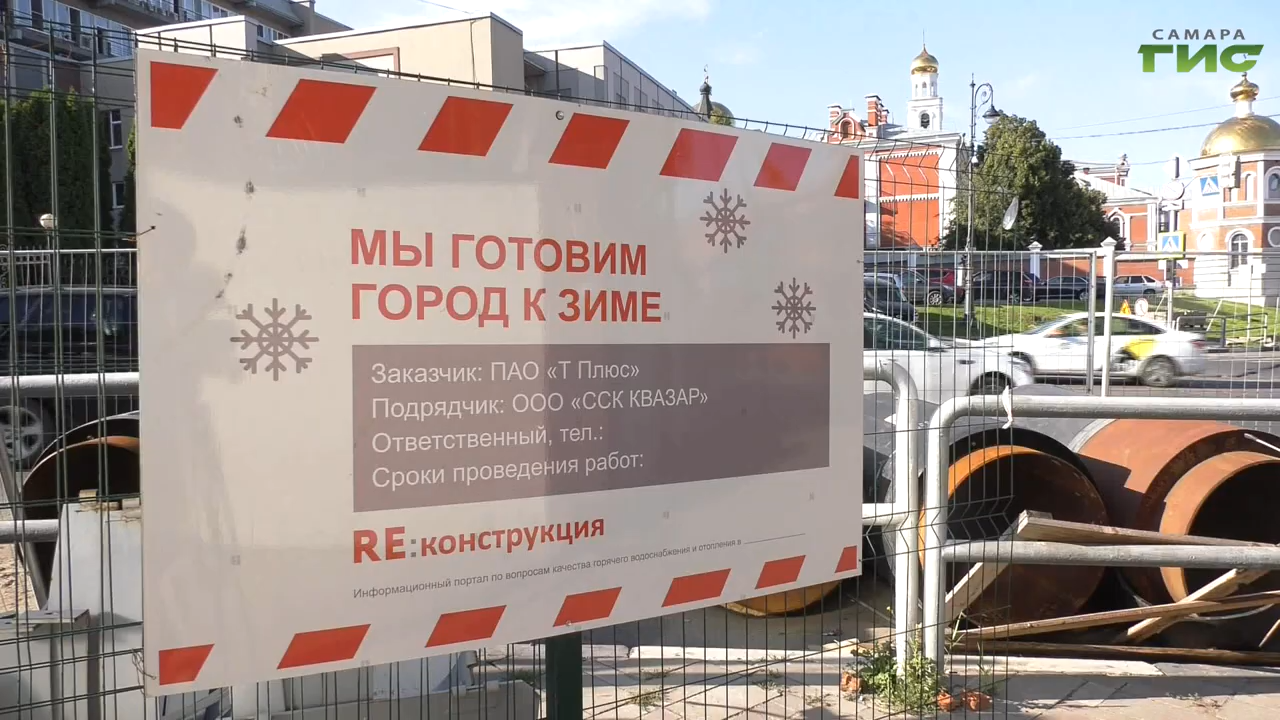 САМАРА
ГИС
МЫ ГОТОВИМ
ГОРОД К ЗИМЕ
Заказчик: ПАО «Т Плюс»
Подрядчик: ООО «ССК КВАЗАР»
Ответственный, тел.:
Сроки проведения работ:
RE:конструкция
Информационный портал по вопросам качества горячего водоснабжения и отопления в